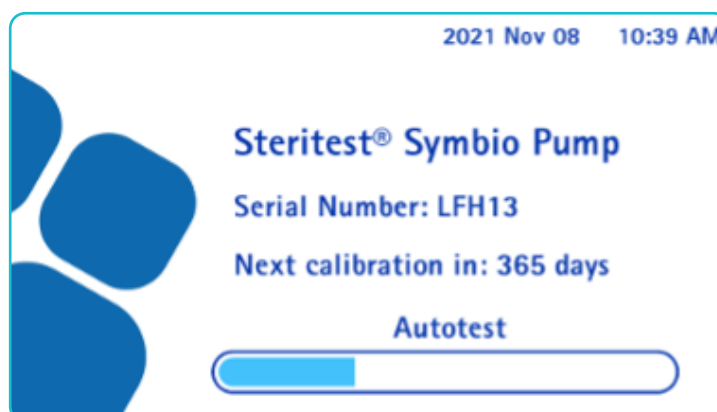 2021 Nov 08 10:39 AM
Steritest® Symbio Pump
Serial Number: LFH13
Next calibration in: 365 days
Autotest